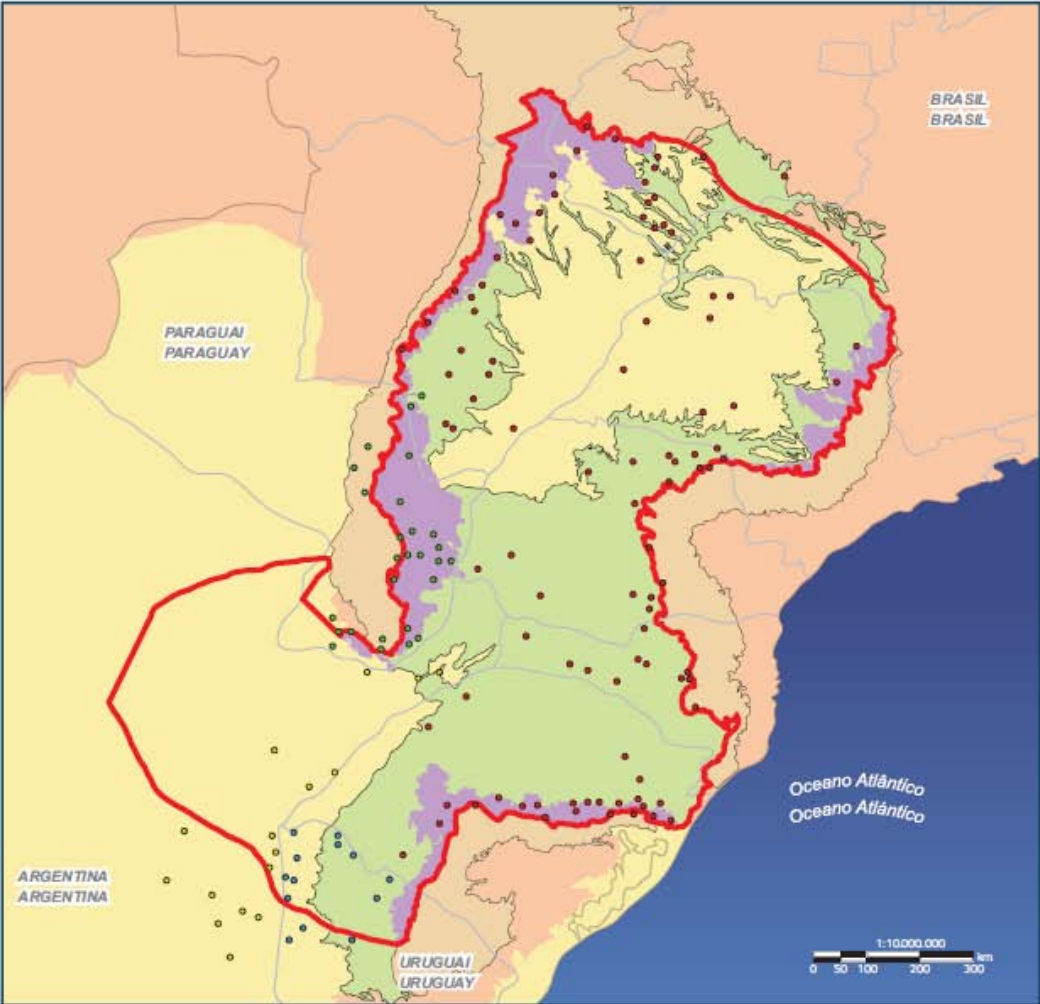 BRASIL
BRASIL
PARAGUAI
PARAGUAY
Oceano Atlântico
Oceano Atlántico
ARGENTINA
ARGENTINA
URUGUAI
URUGUAY
1:10.000.000
km
0 50 100 200 300